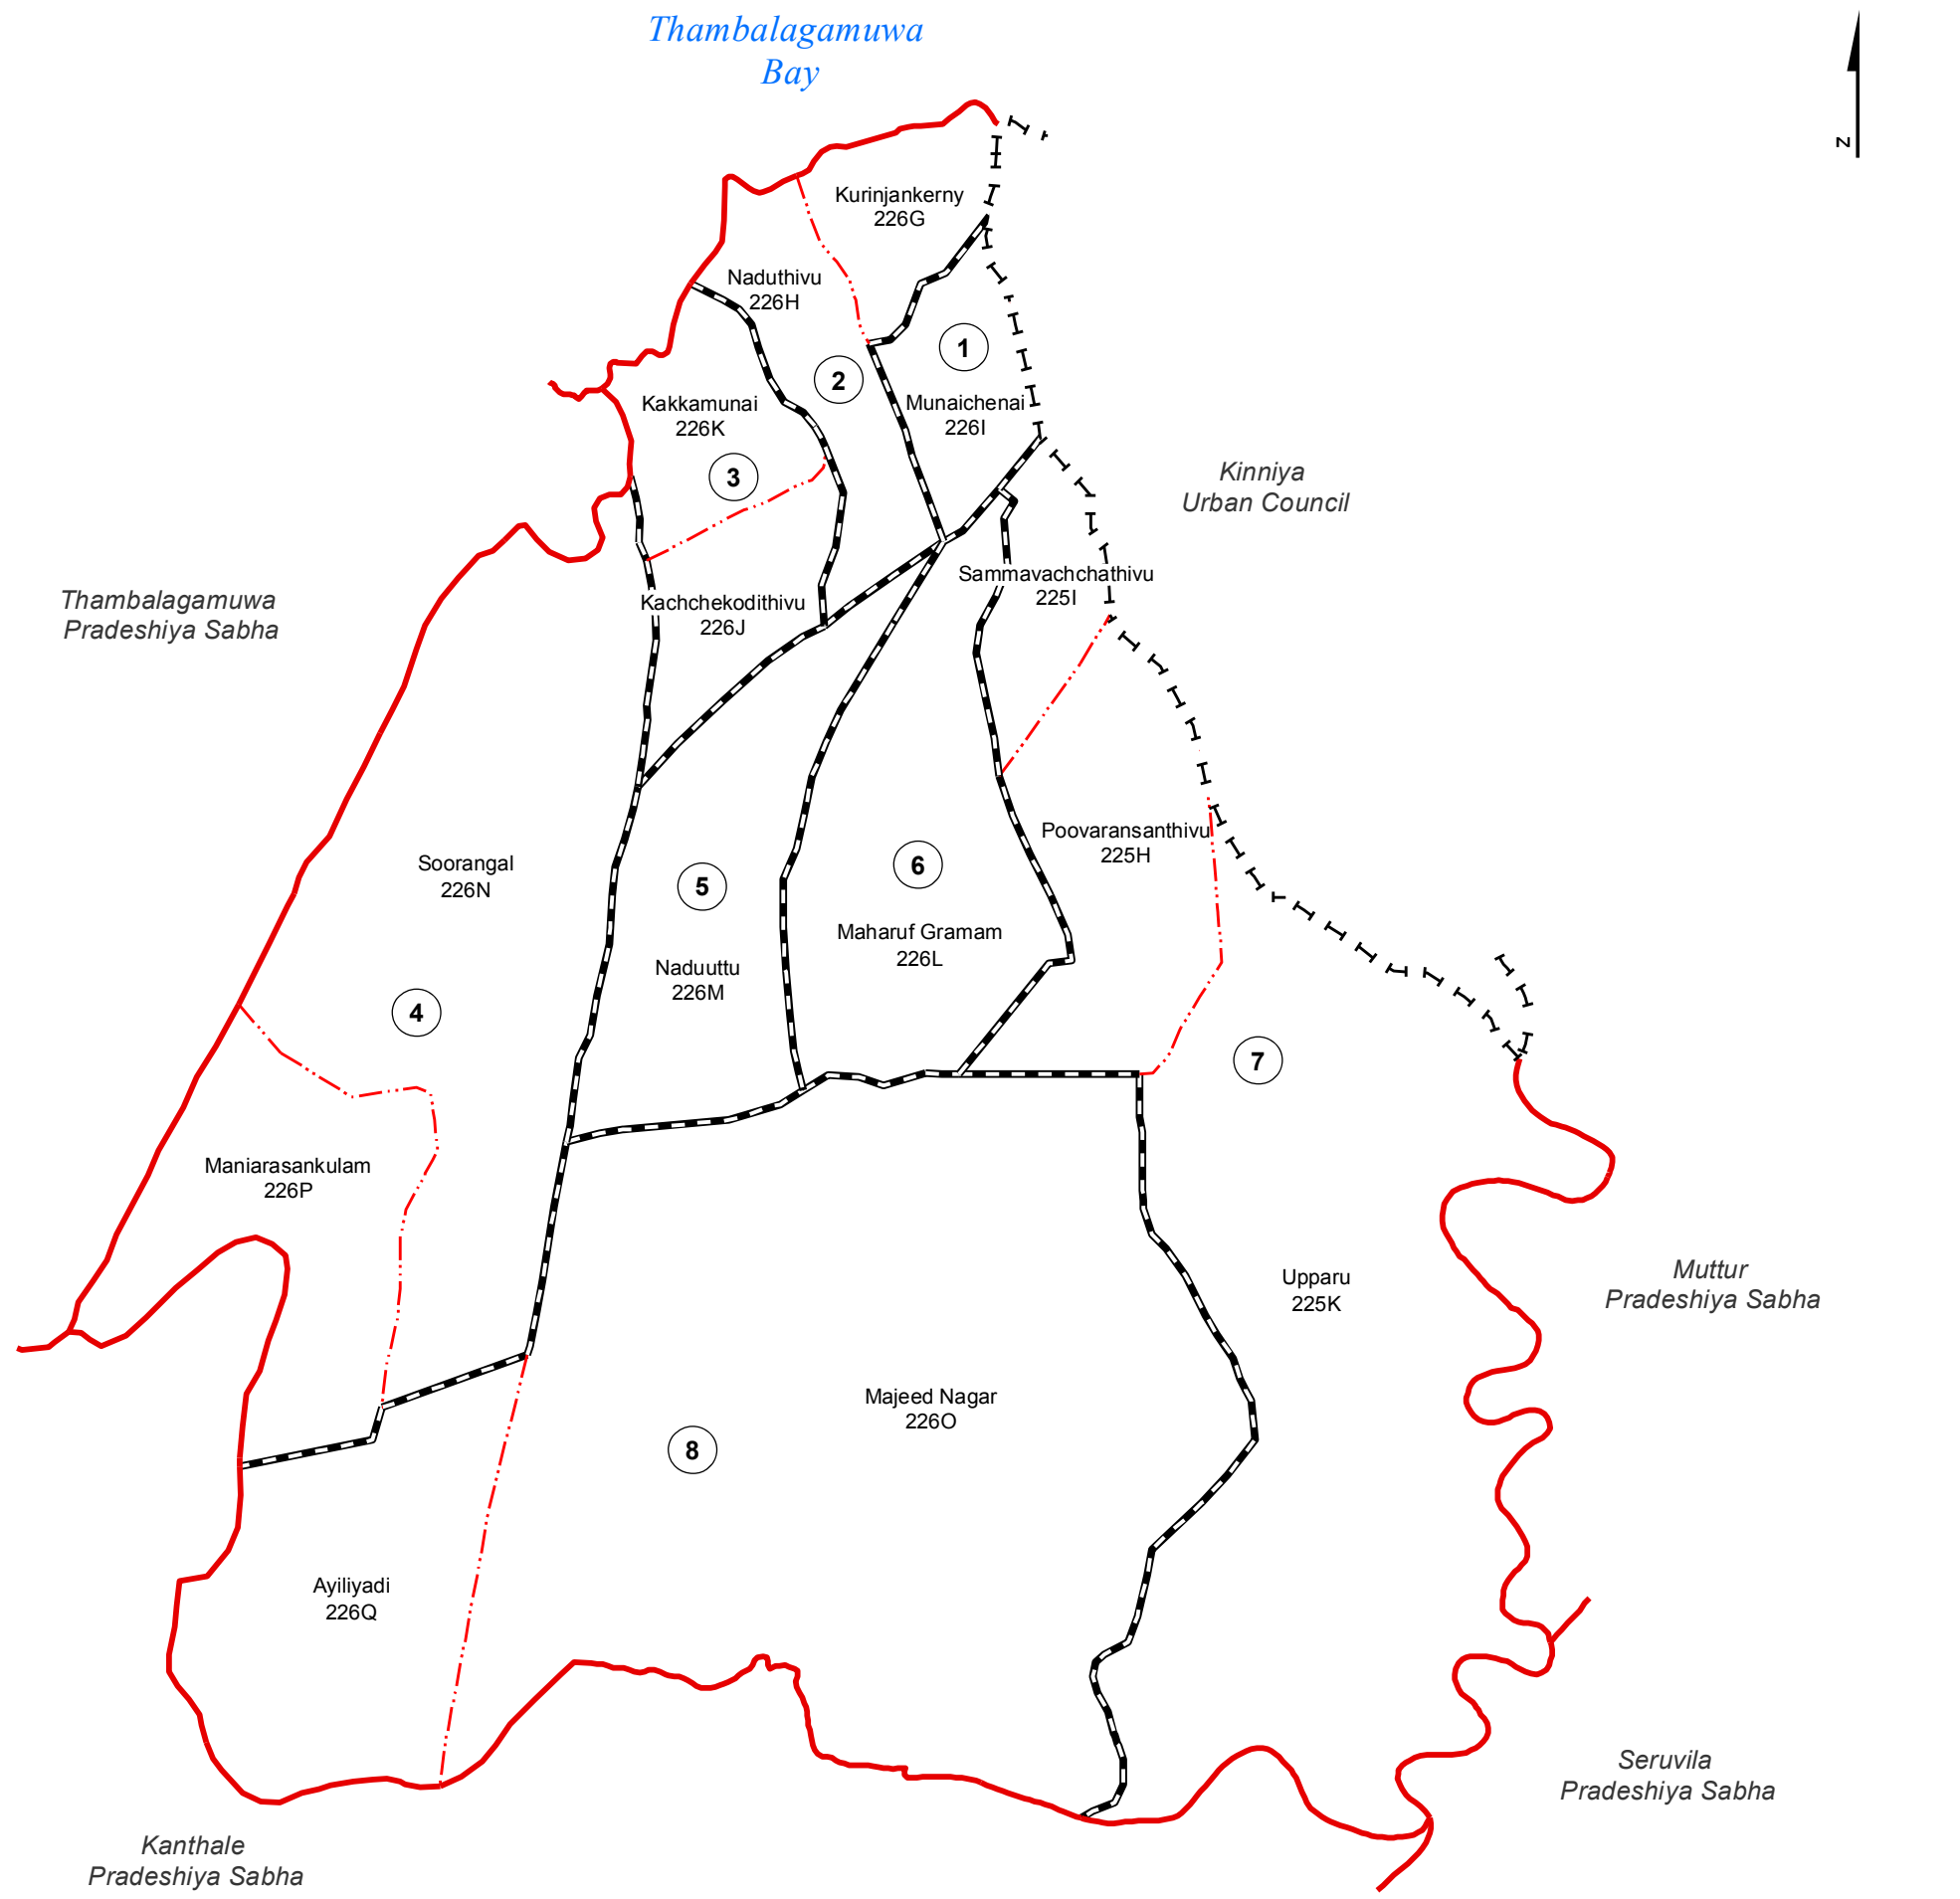 Thambalagamuwa
Bay
N
Kurinjankerny
226G
Naduthivu
226H
1
2
Kakkamunai
226K
Munaichenai
226I
3
Kinniya
Urban Council
Sammavachchathivu
225I
Thambalagamuwa
Pradeshiya Sabha
Kachchekodithivu
226J
Poovaransanthivu
225H
Soorangal
226N
5
6
Maharuf Gramam
226L
Naduuttu
226M
4
7
Maniarasankulam
226P
Upparu
225K
Muttur
Pradeshiya Sabha
Majeed Nagar
226O
8
Ayiliyadi
226Q
Seruvila
Pradeshiya Sabha
Kanthale
Pradeshiya Sabha